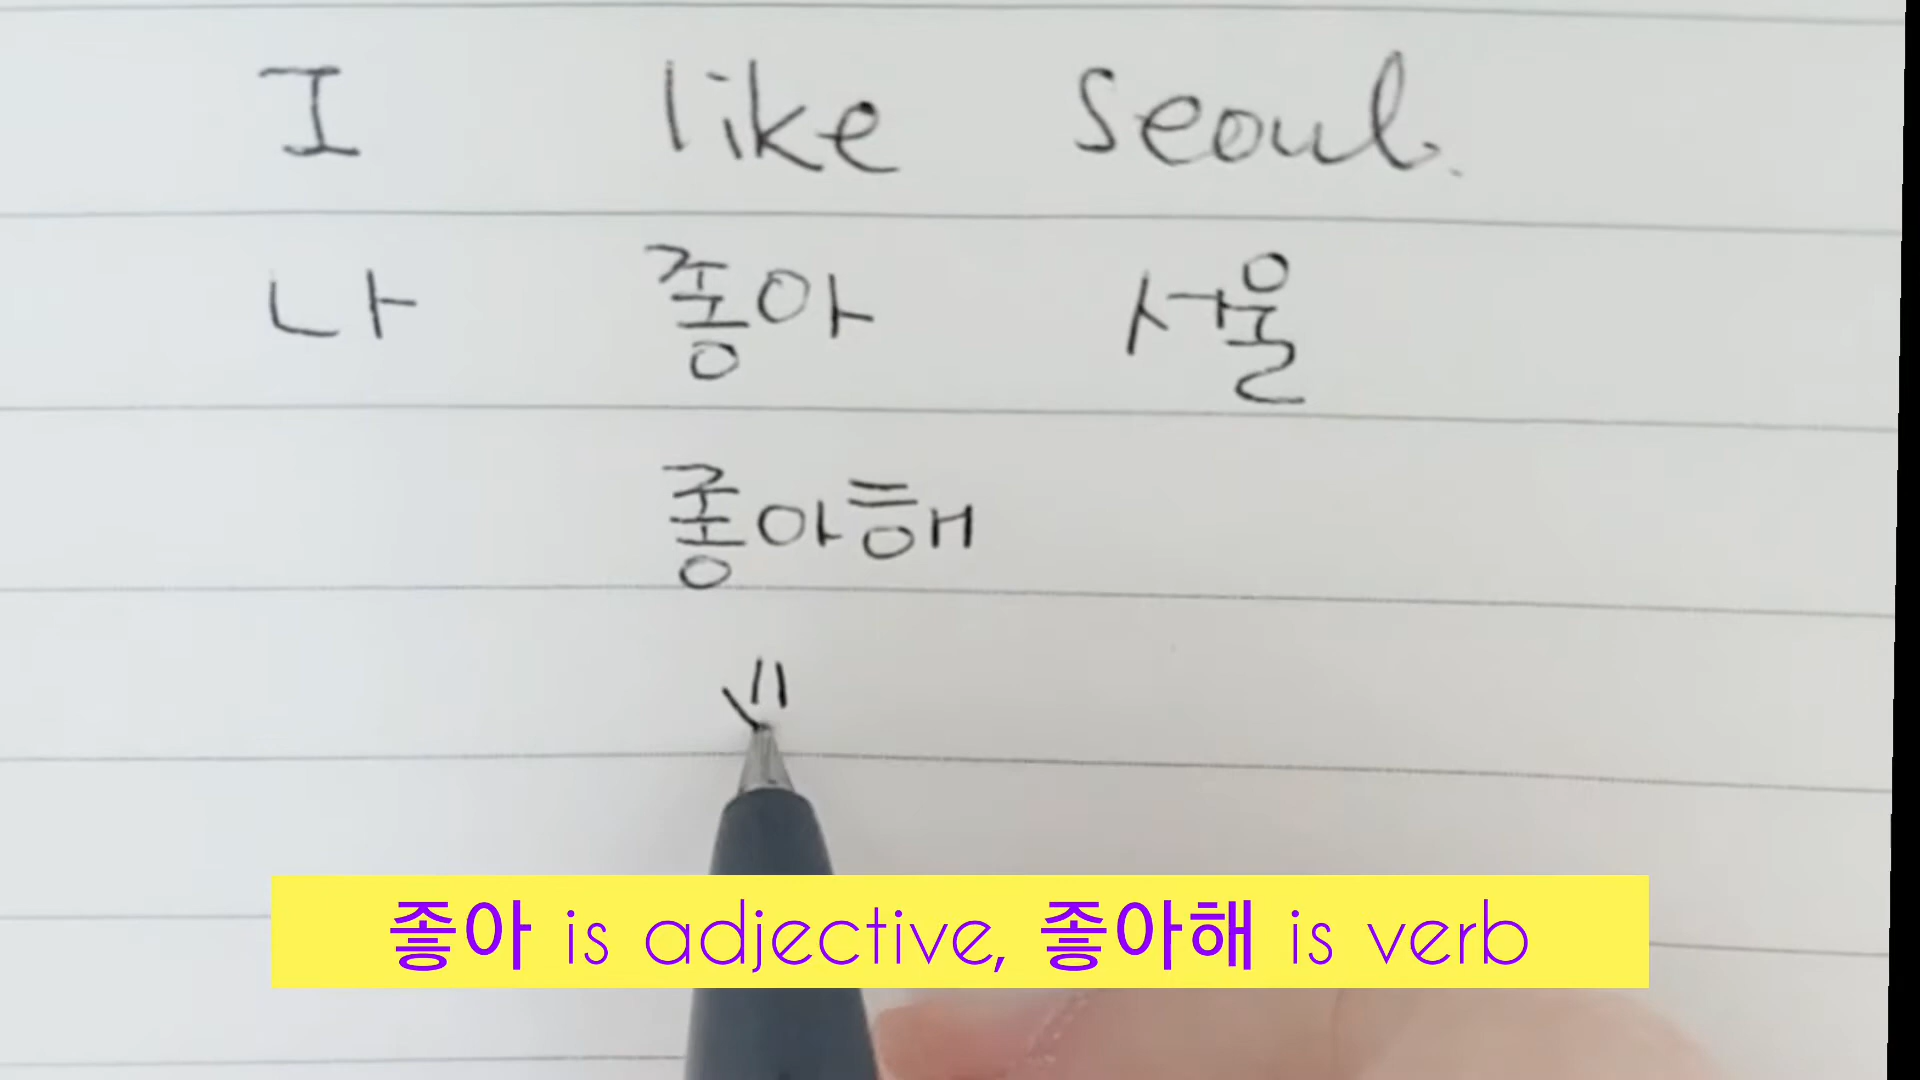 I like Seoul.
나 좋아 서울
좋아해
좋아 is adjective, 좋아해 is verb